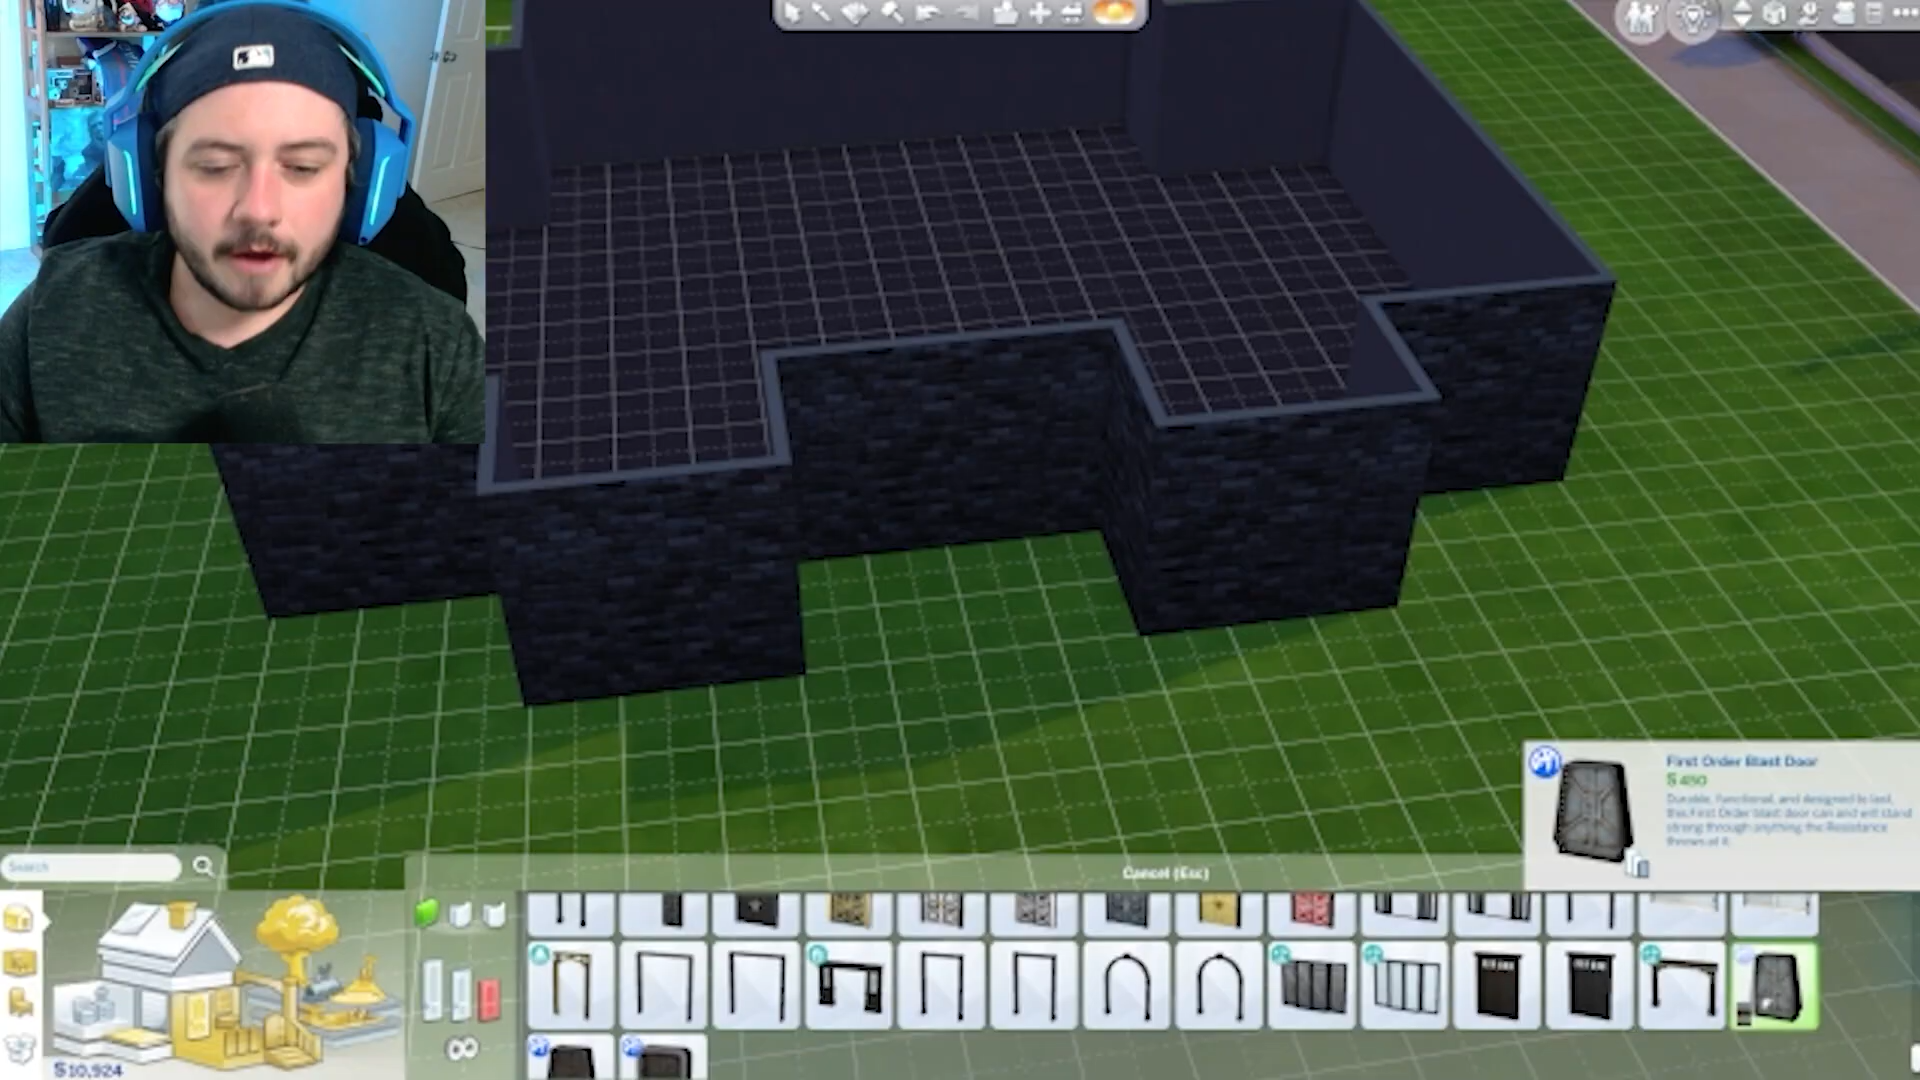 Search
Cancel (Esc)
First Order Blast Door
§ 450
Durable, functional, and designed to last,
this First Order blast door can and will stand
strong through anything the Resistance
throws at it.
§10,924